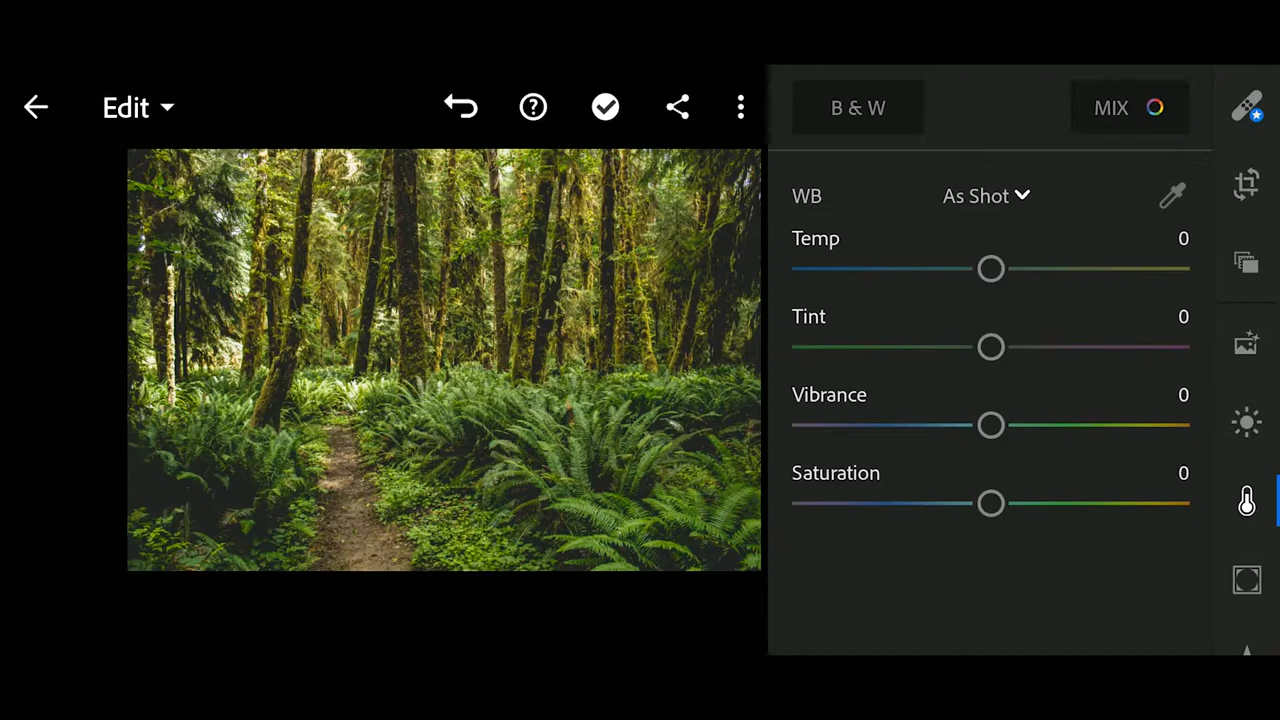 Edit
B & W
MIX
WB
As Shot
Temp
0
Tint
0
Vibrance
0
Saturation
0